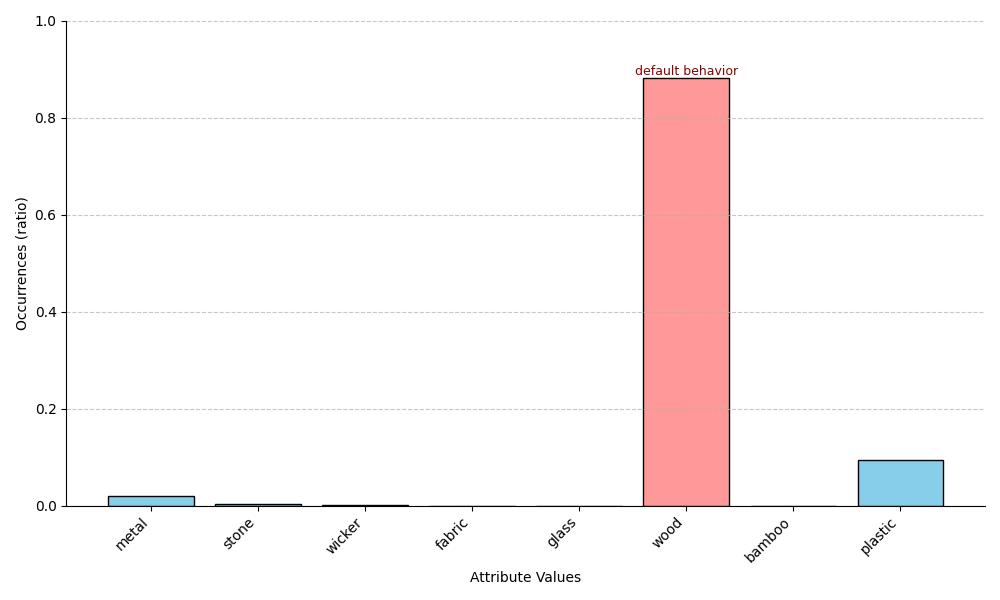 default behavior
Occurrences (ratio)
1.0
0.8
0.6
0.4
0.2
0.0
metal
stone
wicker
fabric
glass
wood
bamboo
plastic
Attribute Values